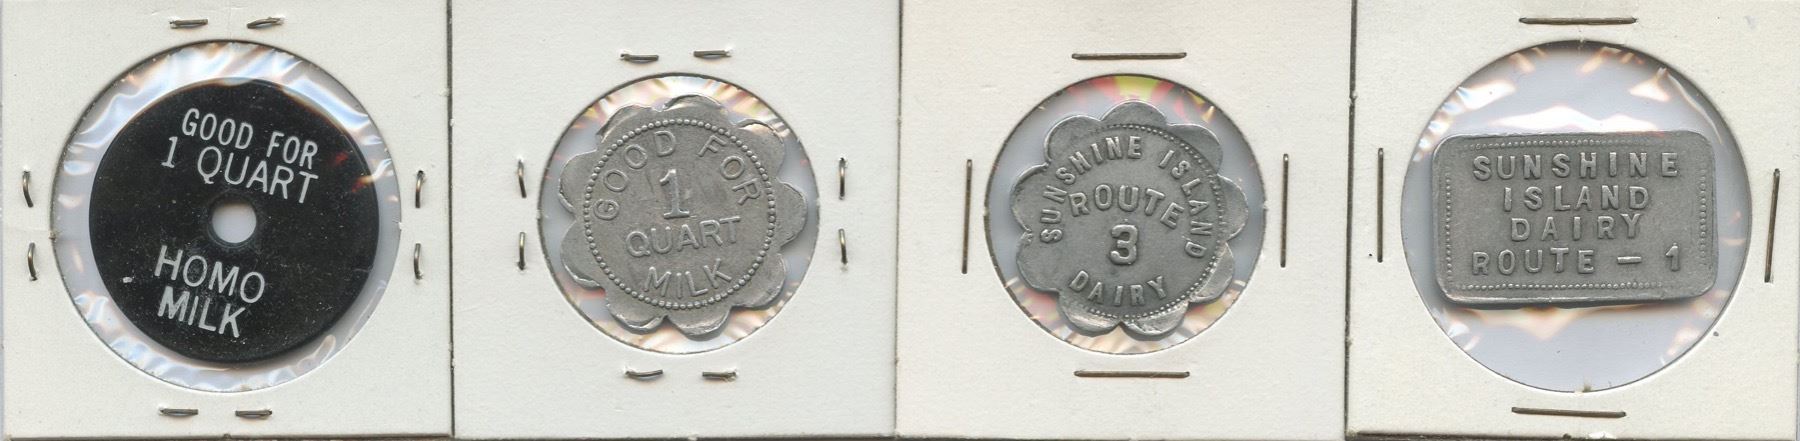 GOOD FOR
1 QUART
HOMO
MILK
GOOD FOR
1
QUART
MILK
SUNSHINE ISLAND
ROUTE
3
DAIRY
SUNSHINE
ISLAND
DAIRY
ROUTE - 1